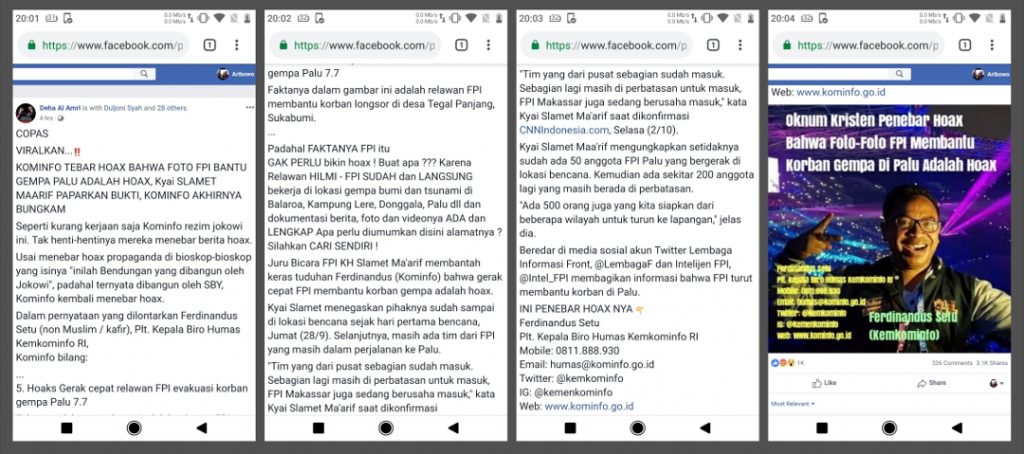 20:01
0.0 Mb/s
0.0 Mb/s
https://www.facebook.com/p
1
Aribowo
Deha Al Amri is with Duljoni Syah and 28 others.
4 hrs
COPAS
VIRALKAN...‼️
KOMINFO TEBAR HOAX BAHWA FOTO FPI BANTU
GEMPA PALU ADALAH HOAX, Kyai SLAMET
MAARIF PAPARKAN BUKTI, KOMINFO AKHIRNYA
BUNGKAM
Seperti kurang kerjaan saja Kominfo rezim jokowi
ini. Tak henti-hentinya mereka menebar berita hoax.
Usai menebar hoax propaganda di bioskop-bioskop
yang isinya "inilah Bendungan yang dibangun oleh
Jokowi", padahal ternyata dibangun oleh SBY,
Kominfo kembali menebar hoax.
Dalam pernyataan yang dilontarkan Ferdinandus
Setu (non Muslim / kafir), Plt. Kepala Biro Humas
Kemkominfo RI,
Kominfo bilang:
...
5. Hoaks Gerak cepat relawan FPI evakuasi korban
gempa Palu 7.7
20:02
0.0 Mb/s
0.0 Mb/s
https://www.facebook.com/p
1
gempa Palu 7.7
Faktanya dalam gambar ini adalah relawan FPI
membantu korban longsor di desa Tegal Panjang,
Sukabumi.
...
Padahal FAKTANYA FPI itu
GAK PERLU bikin hoax ! Buat apa ??? Karena
Relawan HILMI - FPI SUDAH dan LANGSUNG
bekerja di lokasi gempa bumi dan tsunami di
Balaroa, Kampung Lere, Donggala, Palu dll dan
dokumentasi berita, foto dan videonya ADA dan
LENGKAP Apa perlu diumumkan disini alamatnya ?
Silahkan CARI SENDIRI !
Juru Bicara FPI KH Slamet Ma'arif membantah
keras tuduhan Ferdinandus (Kominfo) bahwa gerak
cepat FPI membantu korban gempa adalah hoax.
Kyai Slamet menegaskan pihaknya sudah sampai
di lokasi bencana sejak hari pertama bencana,
Jumat (28/9). Selanjutnya, masih ada tim dari FPI
yang masih dalam perjalanan ke Palu.
"Tim yang dari pusat sebagian sudah masuk.
Sebagian lagi masih di perbatasan untuk masuk,
FPI Makassar juga sedang berusaha masuk," kata
Kyai Slamet Ma'arif saat dikonfirmasi
20:03
0.0 Mb/s
0.0 Mb/s
https://www.facebook.com/p
1
"Tim yang dari pusat sebagian sudah masuk.
Sebagian lagi masih di perbatasan untuk masuk,
FPI Makassar juga sedang berusaha masuk," kata
Kyai Slamet Ma'arif saat dikonfirmasi
CNNIndonesia.com, Selasa (2/10).
Kyai Slamet Maa'rif mengungkapkan setidaknya
sudah ada 50 anggota FPI Palu yang bergerak di
lokasi bencana. Kemudian ada sekitar 200 anggota
lagi yang masih berada di perbatasan.
"Ada 500 orang juga yang kita siapkan dari
beberapa wilayah untuk turun ke lapangan," jelas
dia.
Beredar di media sosial akun Twitter Lembaga
Informasi Front, @LembagaF dan Intelijen FPI,
@Intel_FPI membagikan informasi bahwa FPI turut
membantu korban di Palu.
INI PENEBAR HOAX NYA 👉
Ferdinandus Setu
Plt. Kepala Biro Humas Kemkominfo RI
Mobile: 0811.888.930
Email: humas@kominfo.go.id
Twitter: @kemkominfo
IG: @kemenkominfo
Web: www.kominfo.go.id
20:04
0.0 Mb/s
0.0 Mb/s
https://www.facebook.com/p
1
Aribowo
Web: www.kominfo.go.id
Oknum Kristen Penebar Hoax
Bahwa Foto-Foto FPI Membantu
Korban Gempa Di Palu Adalah Hoax
Ferdinandus Setu
Plt. Kepala Biro Humas Kemkominfo RI
Mobile: 0811.888.930
Email: humas@kominfo.go.id
Twitter: @kemkominfo
IG: @kemenkominfo
Web: www.kominfo.go.id
Ferdinandus Setu
(Kemkominfo)
1K
326 Comments
3.1K Shares
Like
Share
Most Relevant